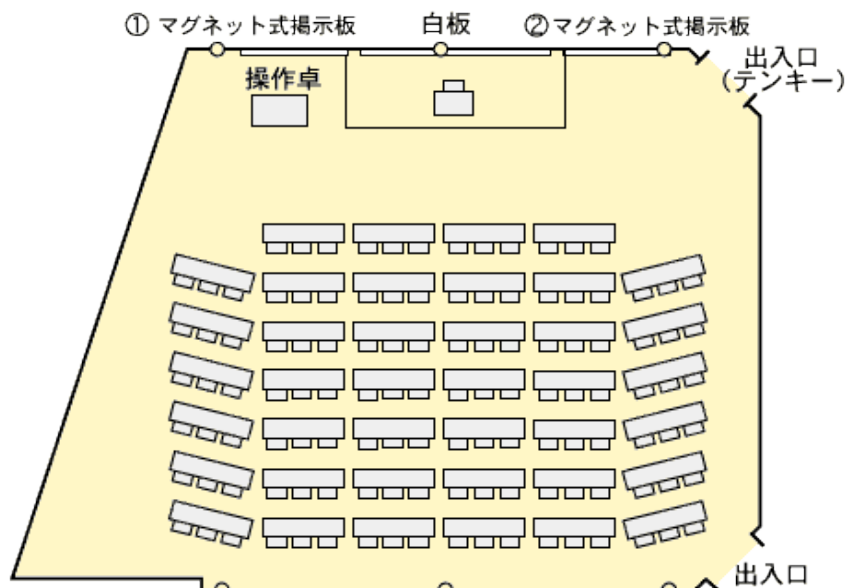 ① マグネット式掲示板
白板
②マグネット式掲示板
出入口
（テンキー）
操作卓
出入口